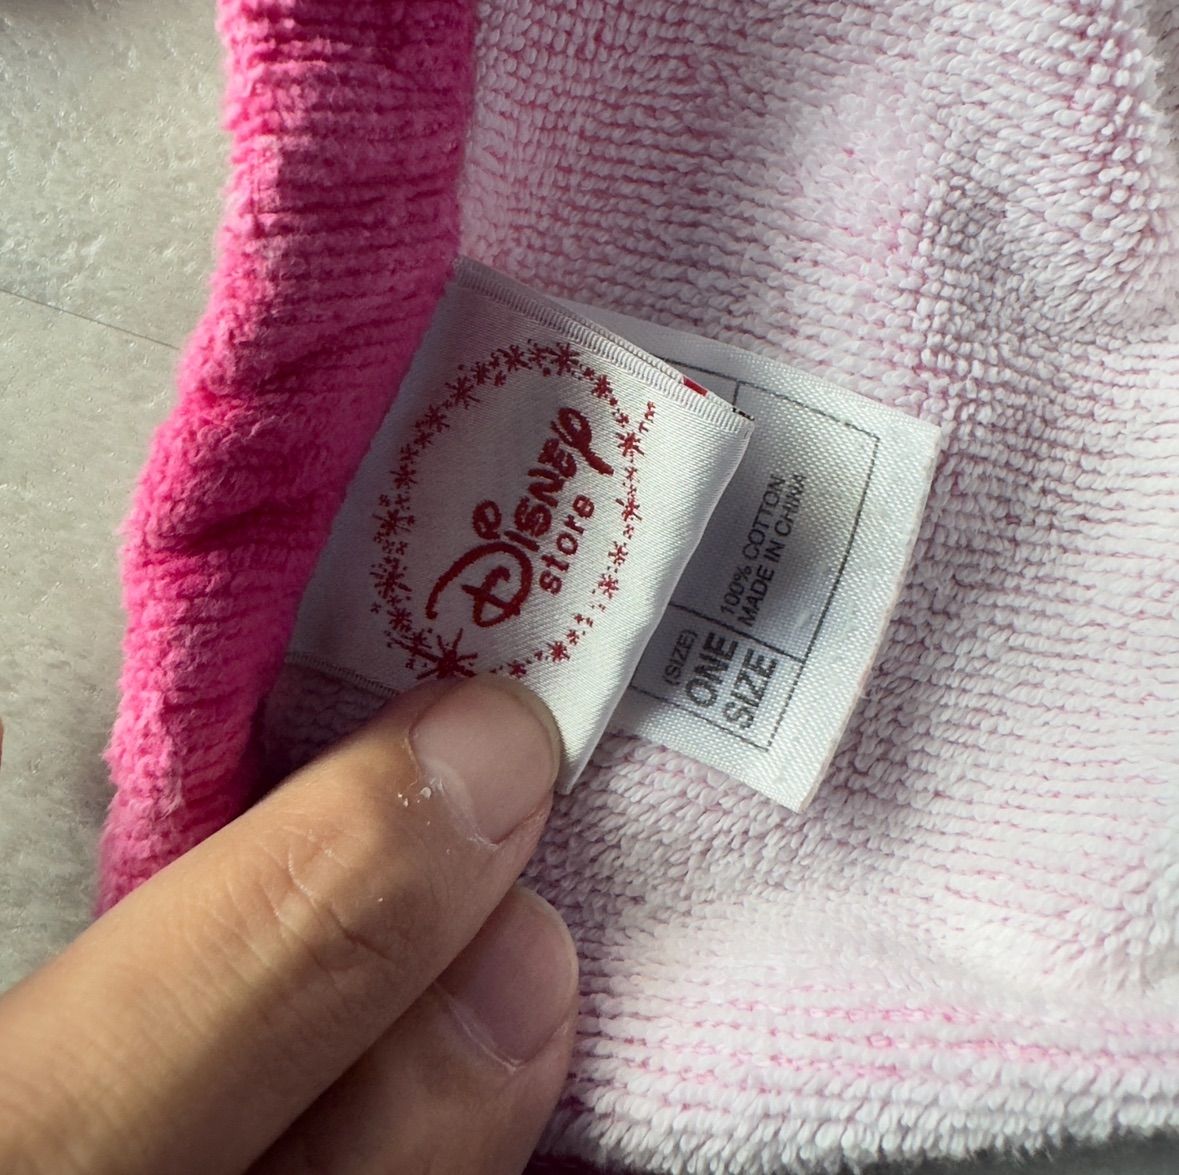 Disney
store
100% COTTON
MADE IN CHINA
(SIZE)
ONE
SIZE